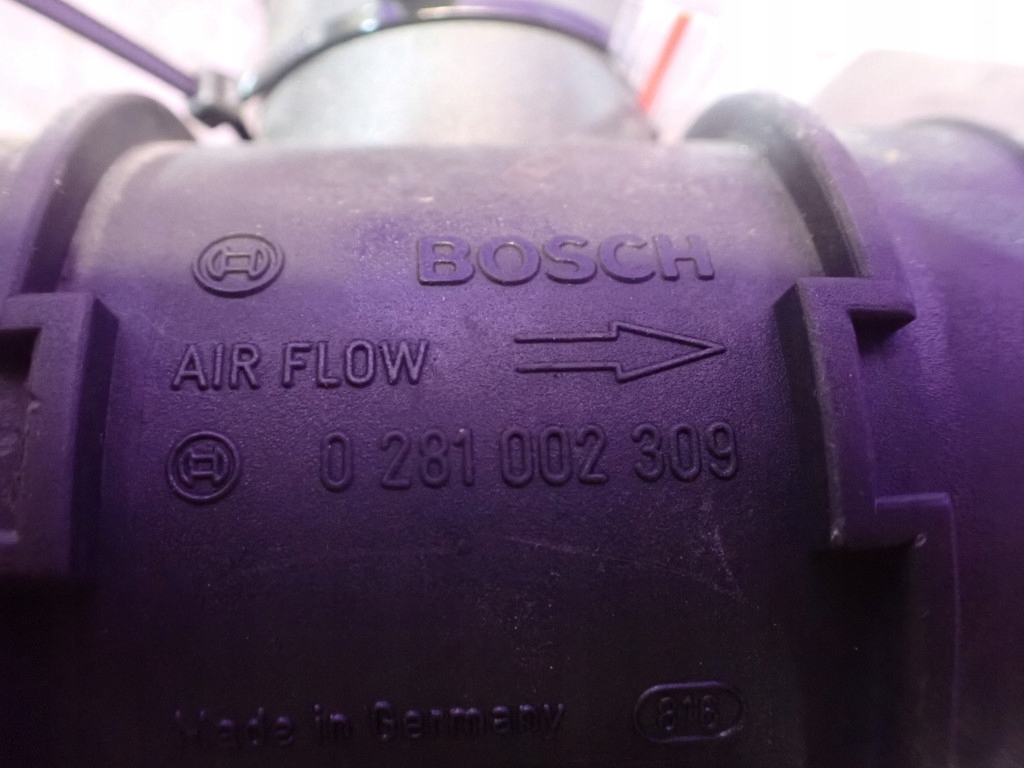 BOSCH
AIR FLOW
0 281 002 309
Made in Germany 816